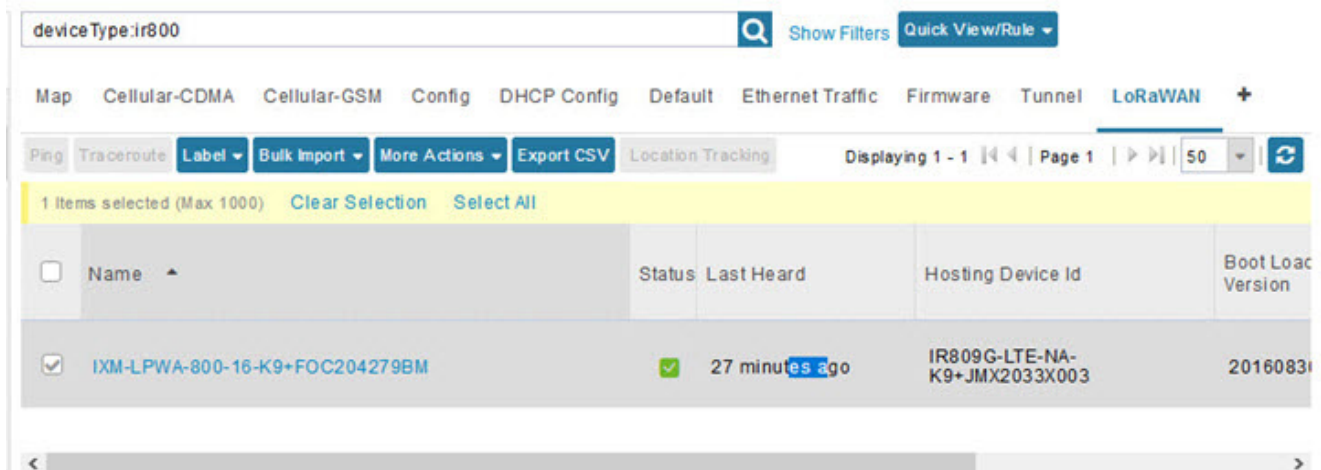 deviceType:ir800 Show Filters Quick View/Rule
Map Cellular-CDMA Cellular-GSM Config DHCP Config Default Ethernet Traffic Firmware Tunnel LoRaWAN +
Ping Traceroute Label Bulk Import More Actions Export CSV Location Tracking Displaying 1 - 1 | Page 1 | 50
1 Items selected (Max 1000) Clear Selection Select All
Name Status Last Heard Hosting Device Id Boot Load
Version
IXM-LPWA-800-16-K9+FOC204279BM 27 minutes ago IR809G-LTE-NA-
K9+JMX2033X003 2016083